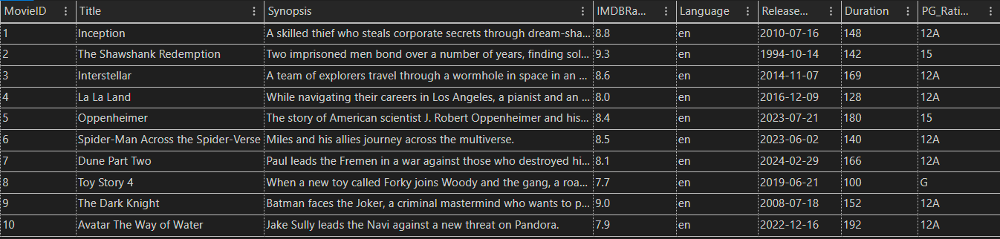 MovieID Title Synopsis IMDBRa... Language Release... Duration PG_Rati...
1 Inception A skilled thief who steals corporate secrets through dream-sha... 8.8 en 2010-07-16 148 12A
2 The Shawshank Redemption Two imprisoned men bond over a number of years, finding sol... 9.3 en 1994-10-14 142 15
3 Interstellar A team of explorers travel through a wormhole in space in an ... 8.6 en 2014-11-07 169 12A
4 La La Land While navigating their careers in Los Angeles, a pianist and an ... 8.0 en 2016-12-09 128 12A
5 Oppenheimer The story of American scientist J. Robert Oppenheimer and his... 8.4 en 2023-07-21 180 15
6 Spider-Man Across the Spider-Verse Miles and his allies journey across the multiverse. 8.5 en 2023-06-02 140 12A
7 Dune Part Two Paul leads the Fremen in a war against those who destroyed hi... 8.1 en 2024-02-29 166 12A
8 Toy Story 4 When a new toy called Forky joins Woody and the gang, a roa... 7.7 en 2019-06-21 100 G
9 The Dark Knight Batman faces the Joker, a criminal mastermind who wants to p... 9.0 en 2008-07-18 152 12A
10 Avatar The Way of Water Jake Sully leads the Navi against a new threat on Pandora. 7.9 en 2022-12-16 192 12A